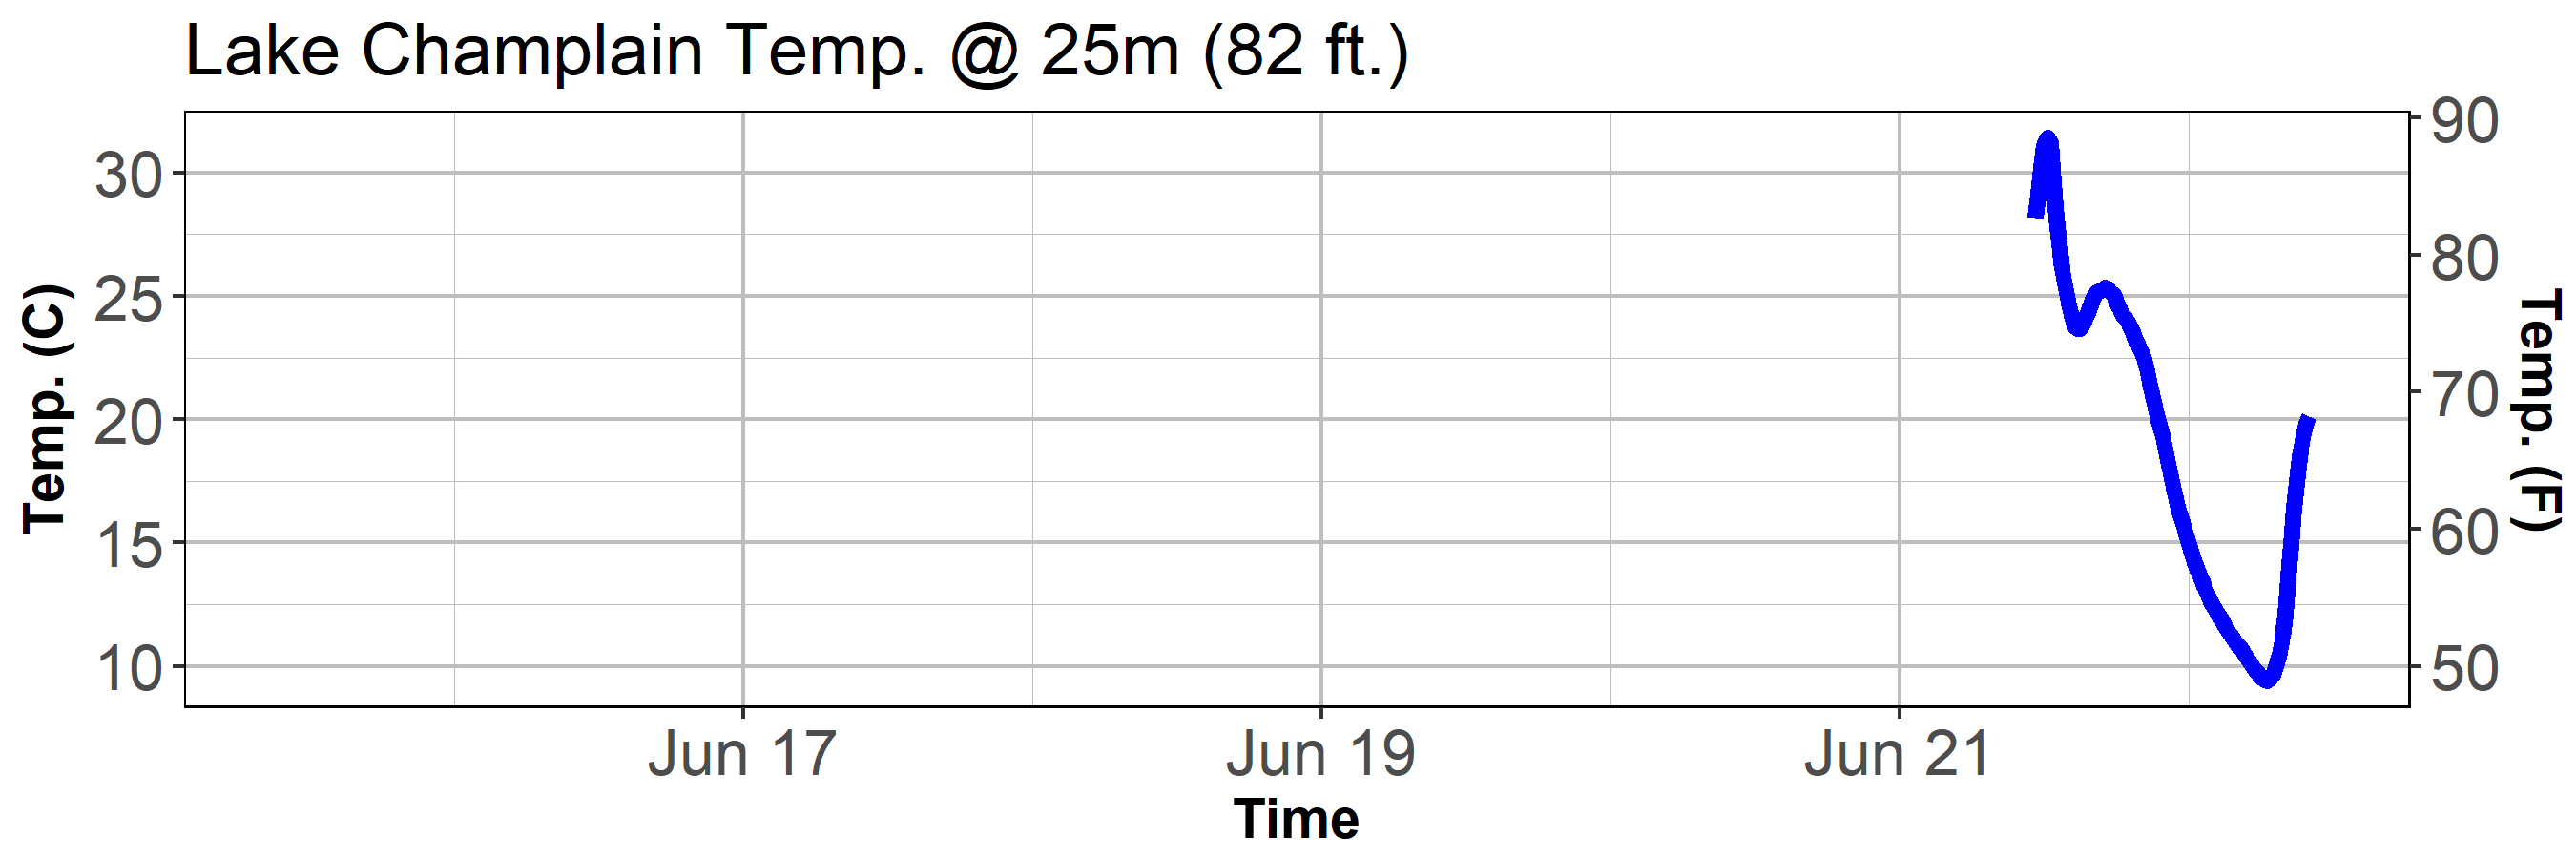 Lake Champlain Temp. @ 25m (82 ft.)
90
30
80
25
Temp. (C)
Temp. (F)
70
20
60
15
50
10
Jun 17
Jun 19
Jun 21
Time